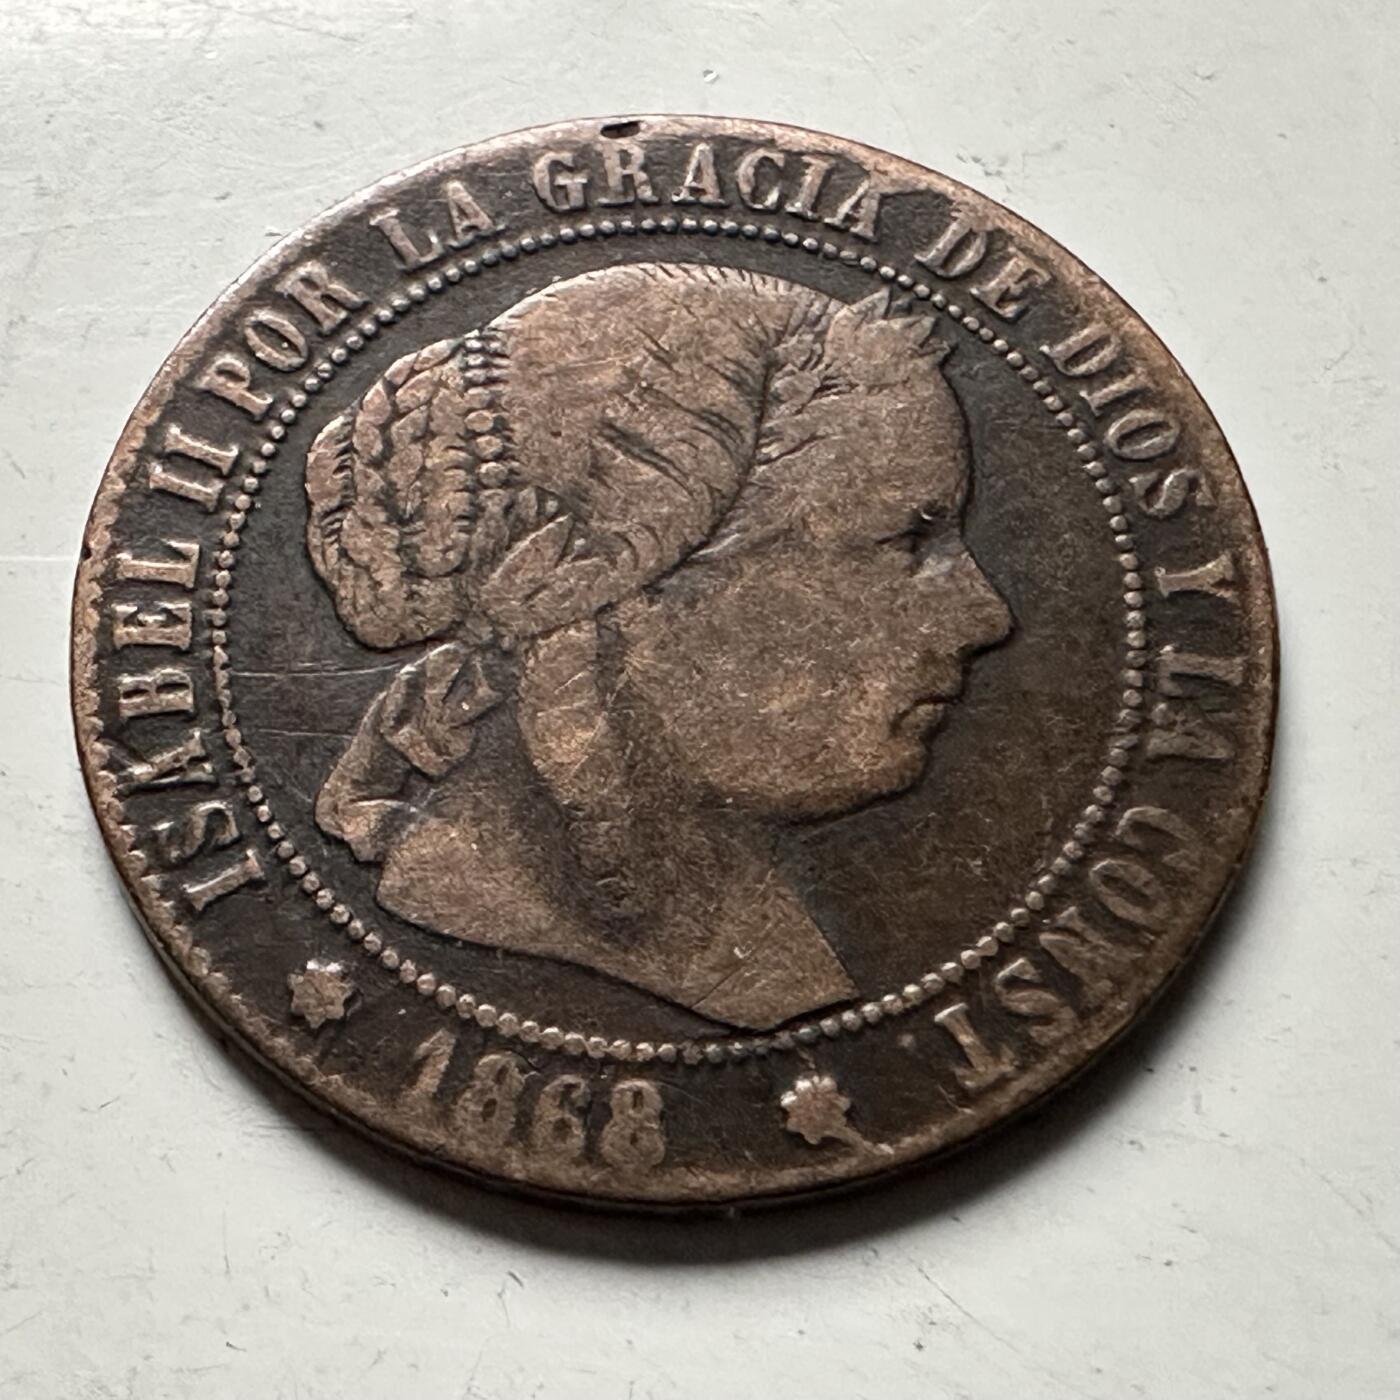 ISABEL II POR LA GRACIA DE DIOS Y LA CONST
1868